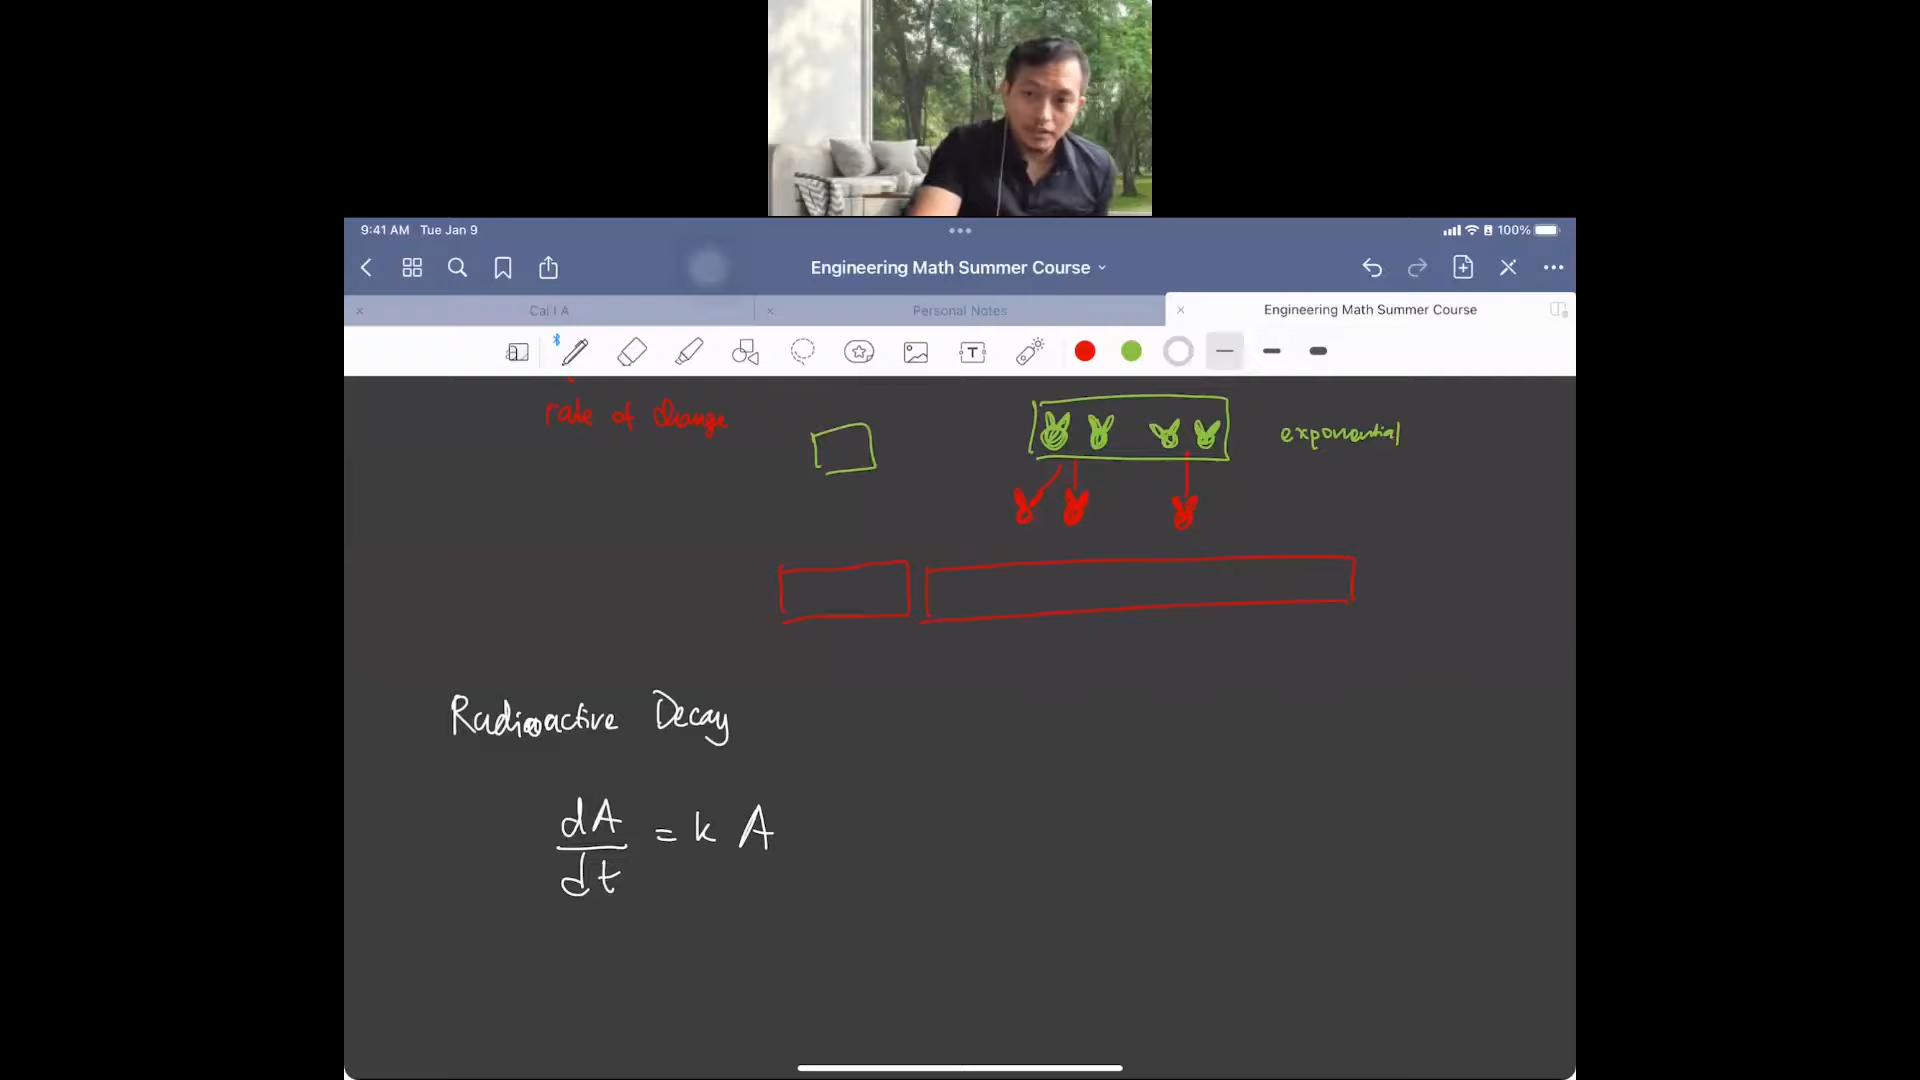 9:41 AM Tue Jan 9
100%
Engineering Math Summer Course
Cal I A
Personal Notes
Engineering Math Summer Course
rate of change
exponential
Radioactive Decay
dA
dt
= k A